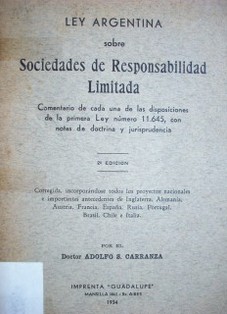 LEY ARGENTINA
sobre
Sociedades de Responsabilidad
Limitada
Comentario de cada una de las disposiciones
de la primera Ley número 11.645, con
notas de doctrina y jurisprudencia
2ª EDICION
Corregida, incorporándose todos los proyectos nacionales
e importantes antecedentes de Inglaterra, Alemania,
Austria, Francia, España, Rusia, Portugal,
Brasil, Chile e Italia.
POR EL
Doctor ADOLFO S. CARRANZA
IMPRENTA "GUADALUPE"
Bs. AIRES